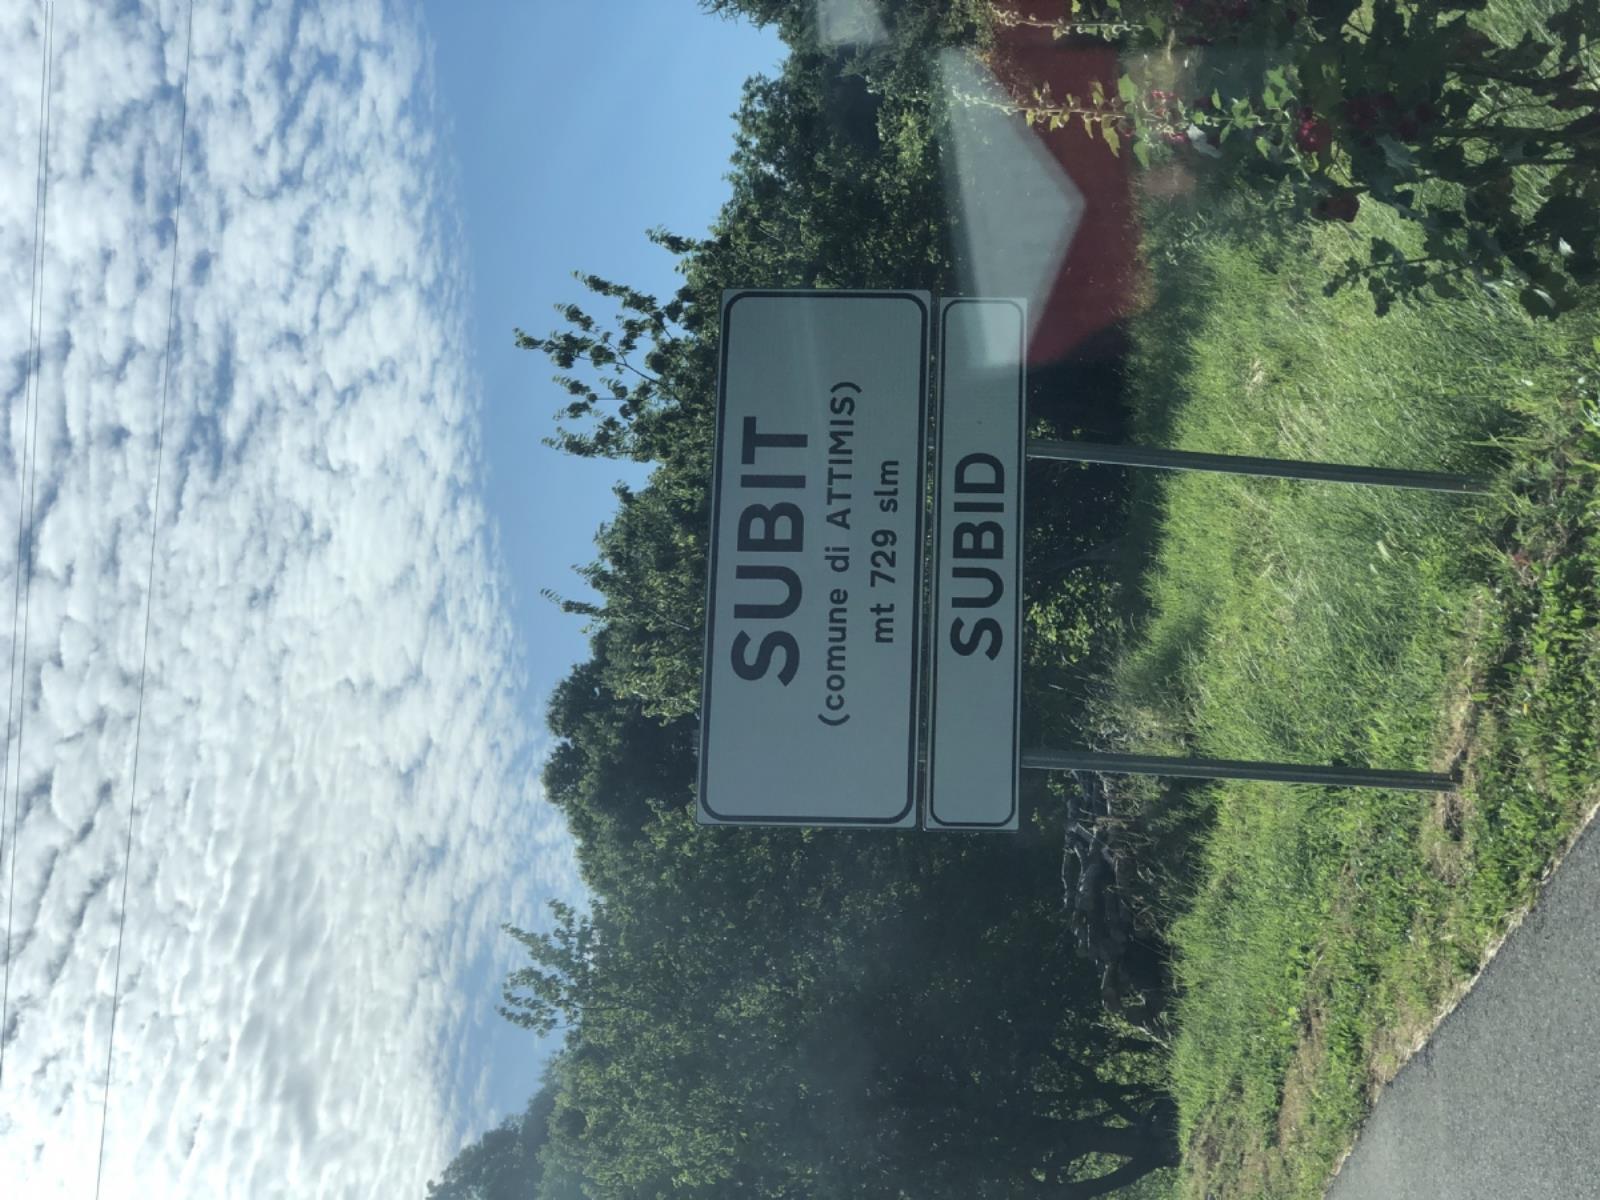 SUBIT
(comune di ATTIMIS)
mt 729 slm
SUBID